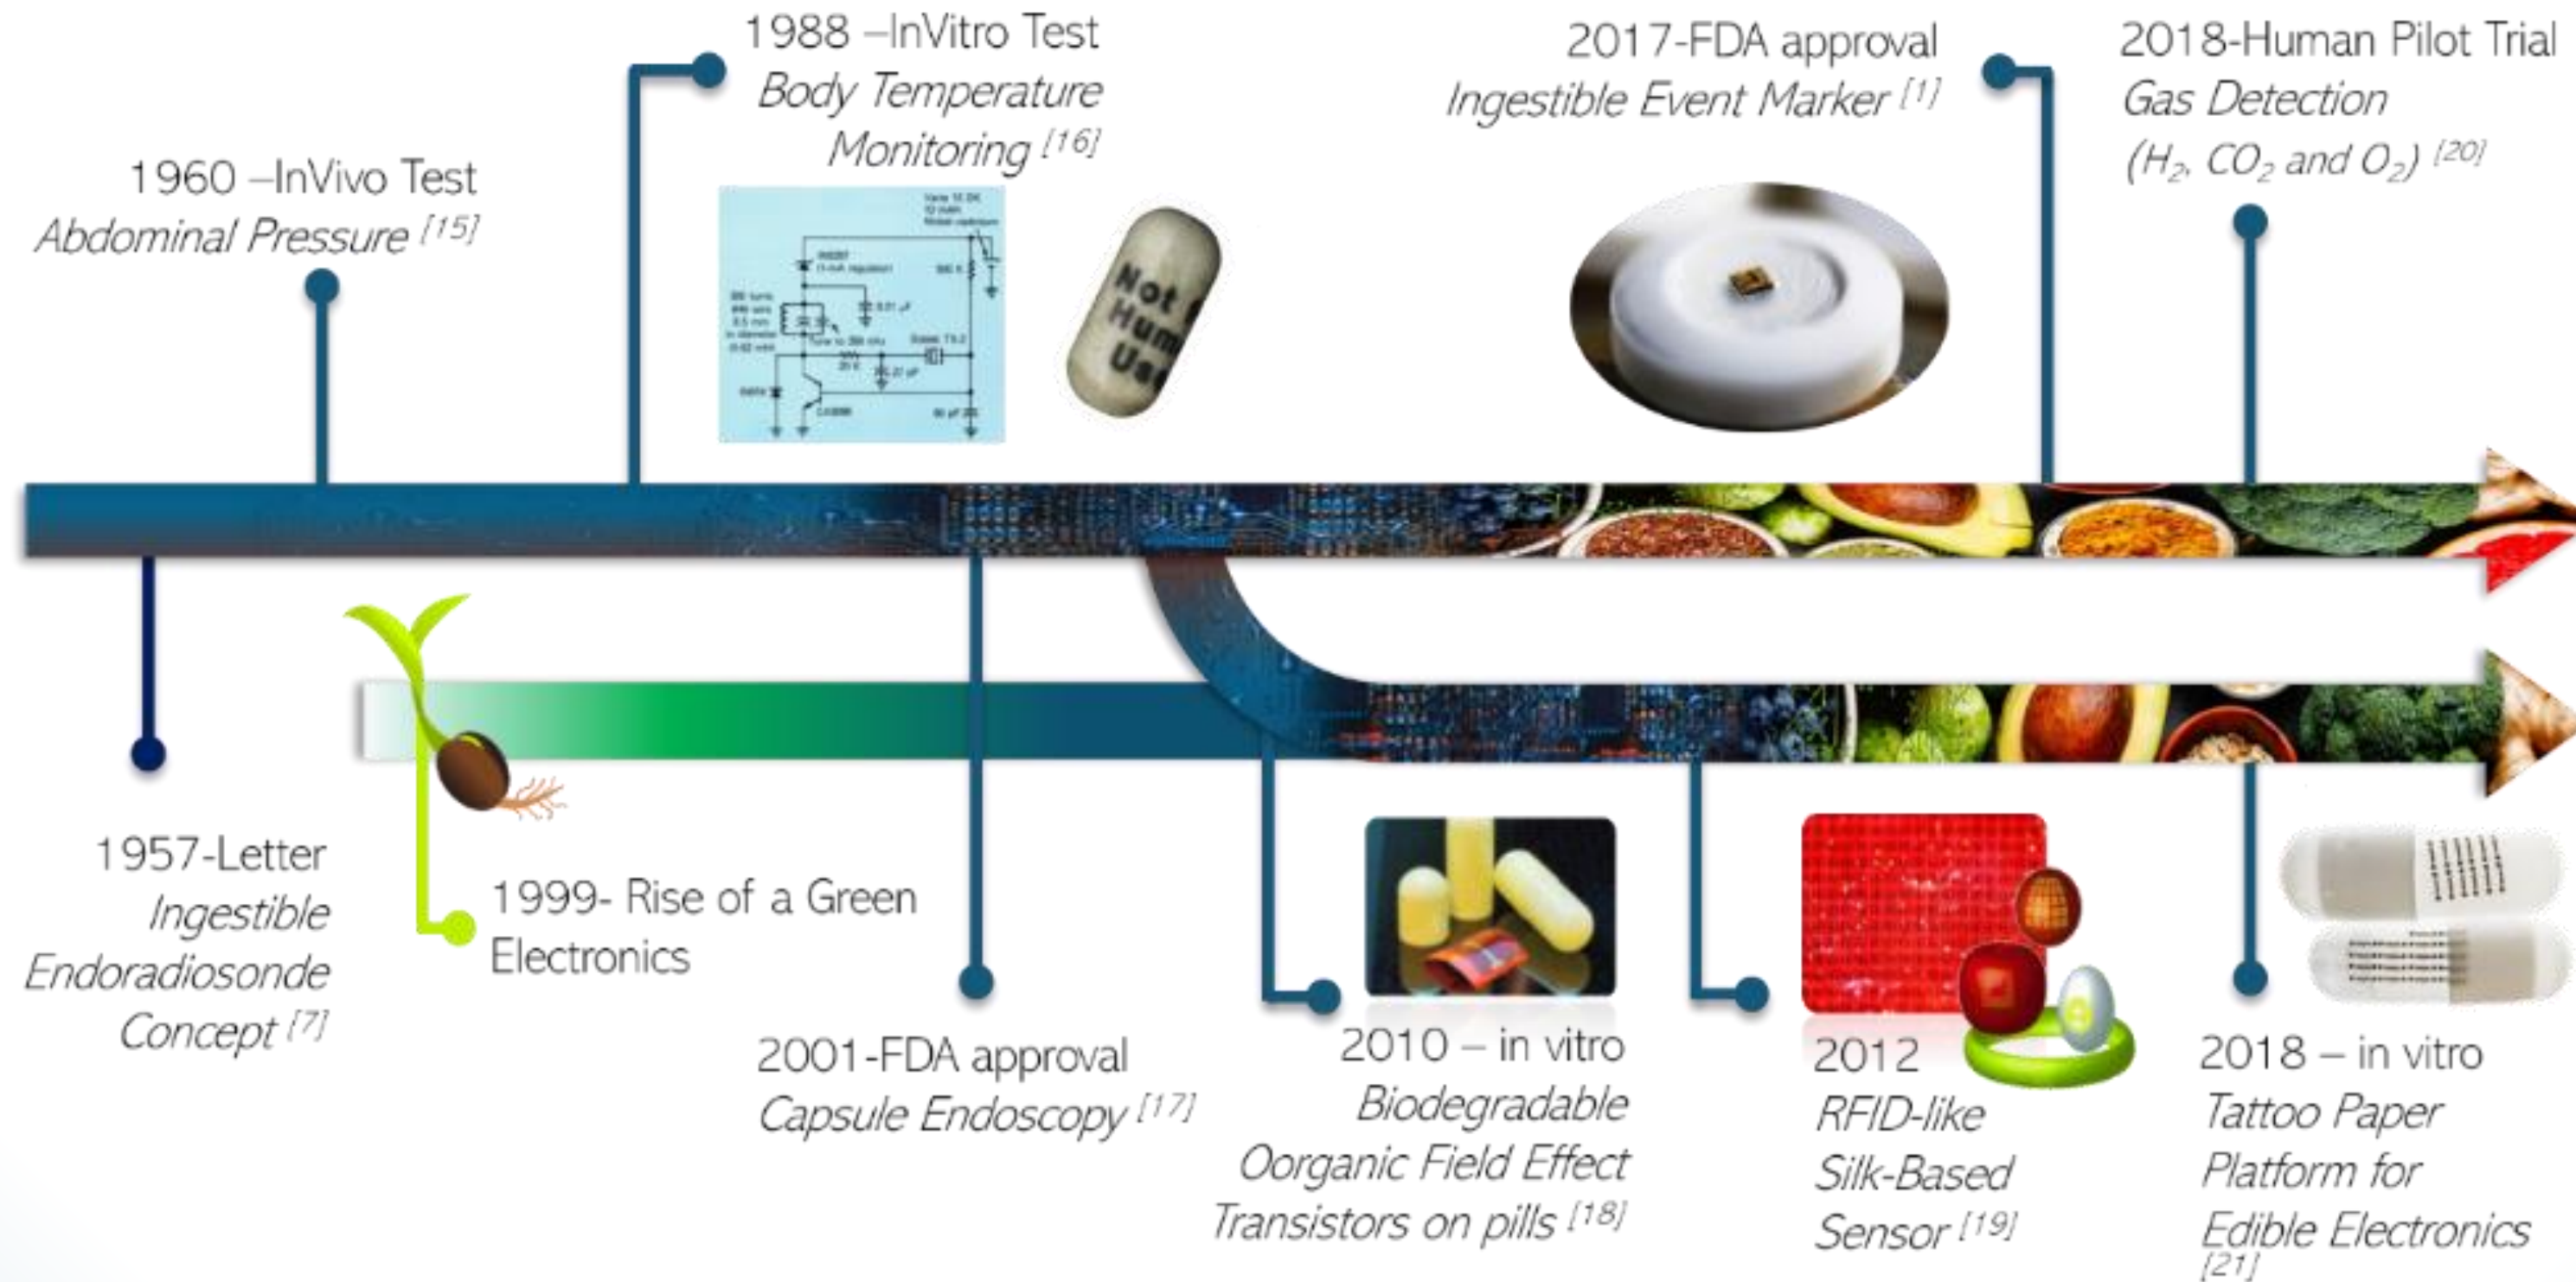 1988 –InVitro Test
Body Temperature
Monitoring [16]
2017-FDA approval
Ingestible Event Marker [1]
2018-Human Pilot Trial
Gas Detection
(H₂, CO₂ and O₂) [20]
1960 –InVivo Test
Abdominal Pressure [15]
Not
Hum
Us
1957-Letter
Ingestible
Endoradiosonde
Concept [7]
1999- Rise of a Green
Electronics
2001-FDA approval
Capsule Endoscopy [17]
2010 – in vitro
Biodegradable
Oorganic Field Effect
Transistors on pills [18]
2012
RFID-like
Silk-Based
Sensor [19]
2018 – in vitro
Tattoo Paper
Platform for
Edible Electronics
[21]